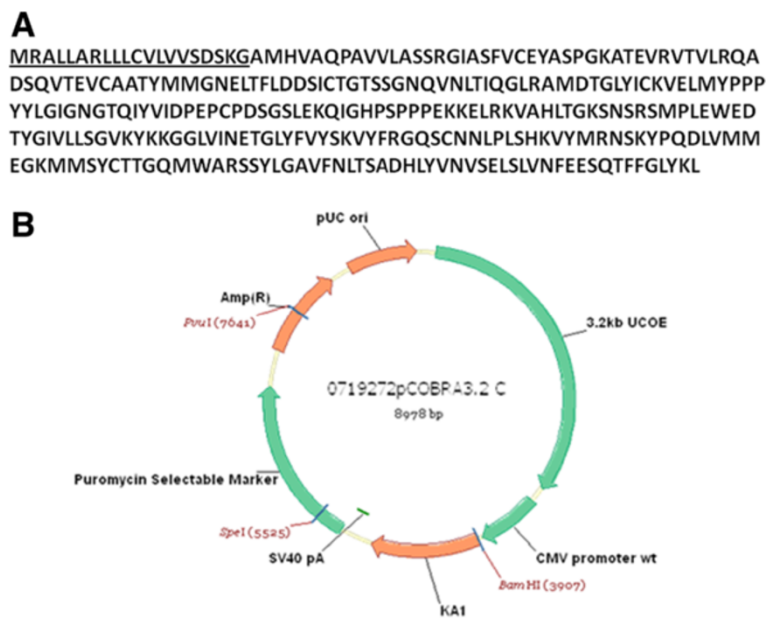 A
MRALLARLLLCVLVVSDSKGAMHVAQPAVVLASSRGIASFVCEYASPGKATEVRVTVLRQA
DSQVTEVCAATYMMGNELTFLDDSICTGTSSGNQVNLTIQGLRAMDTGLYICKVELMYPPP
YYLGIGNGTQIYVIDPEPCPDSGSLEKQIGHPSPPPEKKELRKVAHLTGKSNSRSMPLEWED
TYGIVLLSGVKYKKGGLVINETGLYFVYSKVYFRGQSCNNLPLSHKVYMRNSKYPQDLVMM
EGKMMSYCTTGQMWARSSYLGAVFNLTSADHLYVNVSELSLVNFEESQTFFGLYKL
B
pUC ori
Amp(R)
PvuI (7641)
3.2kb UCOE
0719272pCOBRA3.2 C
8978 bp
Puromycin Selectable Marker
SpeI (5525)
SV40 pA
CMV promoter wt
BamHI (3907)
KA1